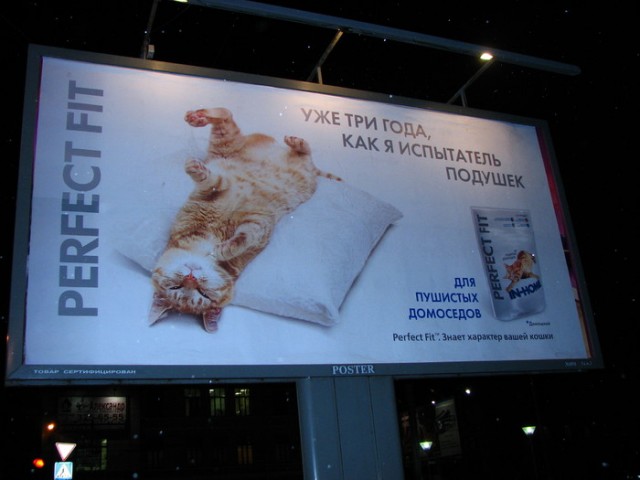 PERFECT FIT
УЖЕ ТРИ ГОДА,
КАК Я ИСПЫТАТЕЛЬ
ПОДУШЕК
PERFECT FIT
IN-HOME
ДЛЯ
ПУШИСТЫХ
ДОМОСЕДОВ
Perfect Fit™. Знает характер вашей кошки
ТОВАР СЕРТИФИЦИРОВАН
POSTER